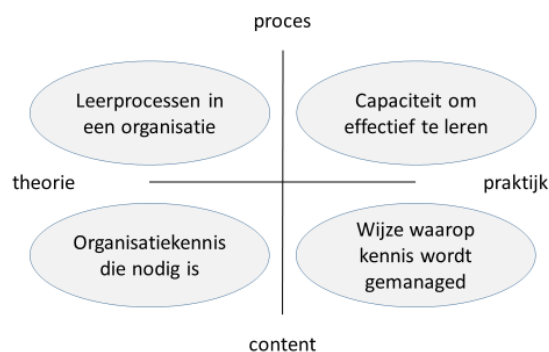 proces
Leerprocessen in
een organisatie
Capaciteit om
effectief te leren
theorie
praktijk
Organisatiekennis
die nodig is
Wijze waarop
kennis wordt
gemanaged
content